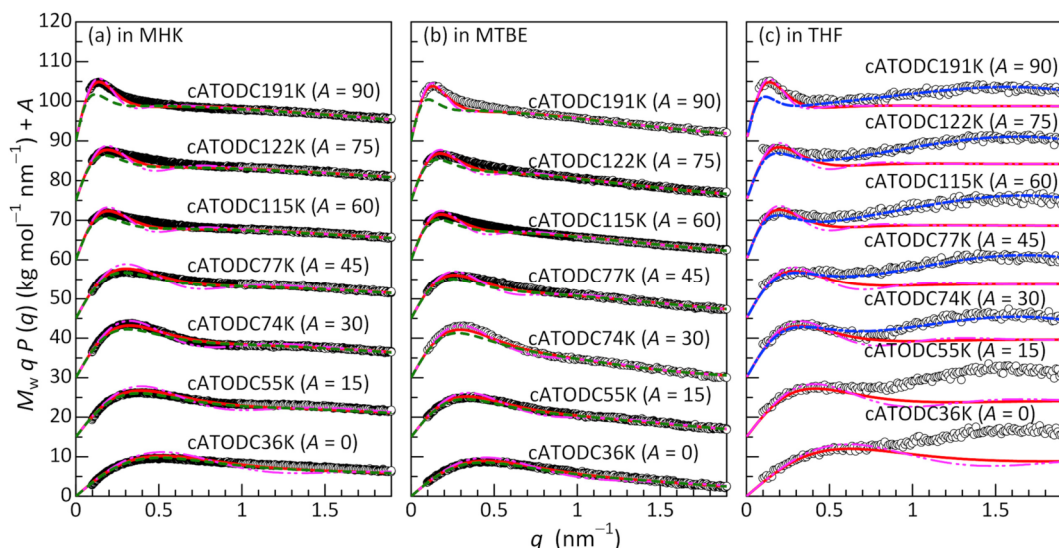 120
110
100
90
80
70
60
50
40
30
20
10
0
M_w q P (q) (kg mol⁻¹ nm⁻¹) + A
(a) in MHK
cATODC191K (A = 90)
cATODC122K (A = 75)
cATODC115K (A = 60)
cATODC77K (A = 45)
cATODC74K (A = 30)
cATODC55K (A = 15)
cATODC36K (A = 0)
0 0.5 1 1.5
(b) in MTBE
cATODC191K (A = 90)
cATODC122K (A = 75)
cATODC115K (A = 60)
cATODC77K (A = 45)
cATODC74K (A = 30)
cATODC55K (A = 15)
cATODC36K (A = 0)
0 0.5 1 1.5
(c) in THF
cATODC191K (A = 90)
cATODC122K (A = 75)
cATODC115K (A = 60)
cATODC77K (A = 45)
cATODC74K (A = 30)
cATODC55K (A = 15)
cATODC36K (A = 0)
0 0.5 1 1.5
q (nm⁻¹)